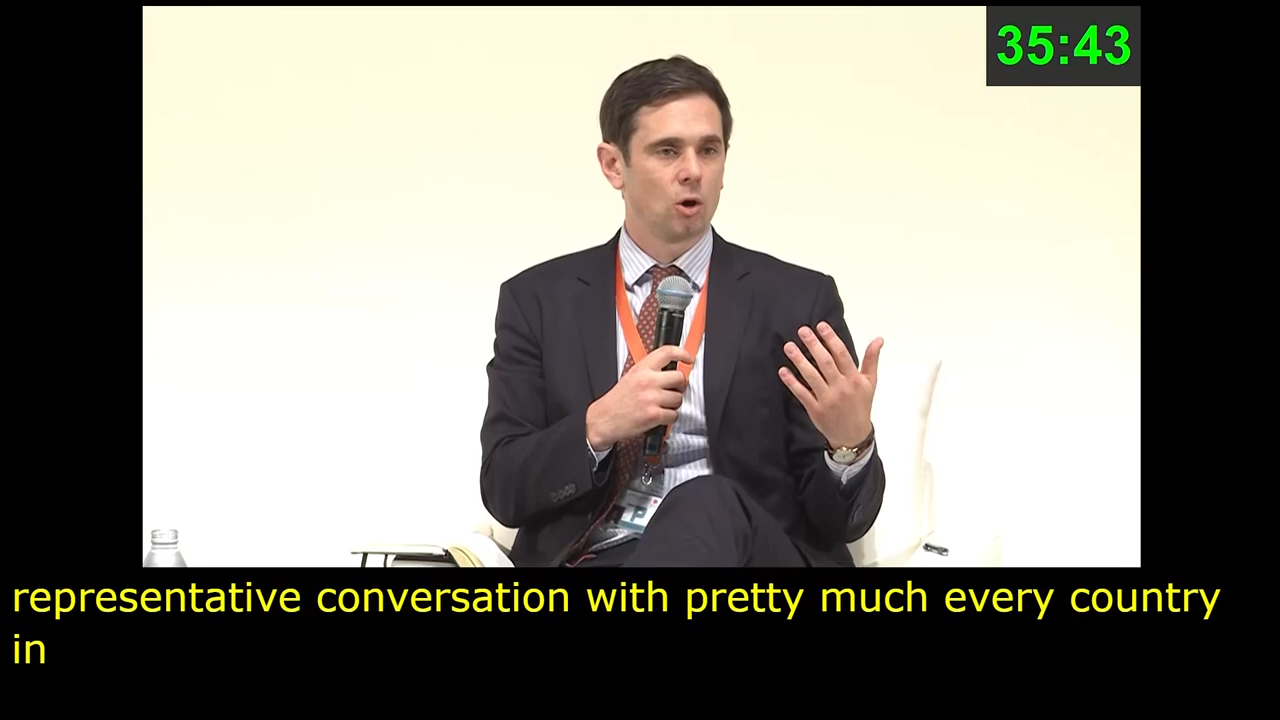 35:43
representative conversation with pretty much every country
in